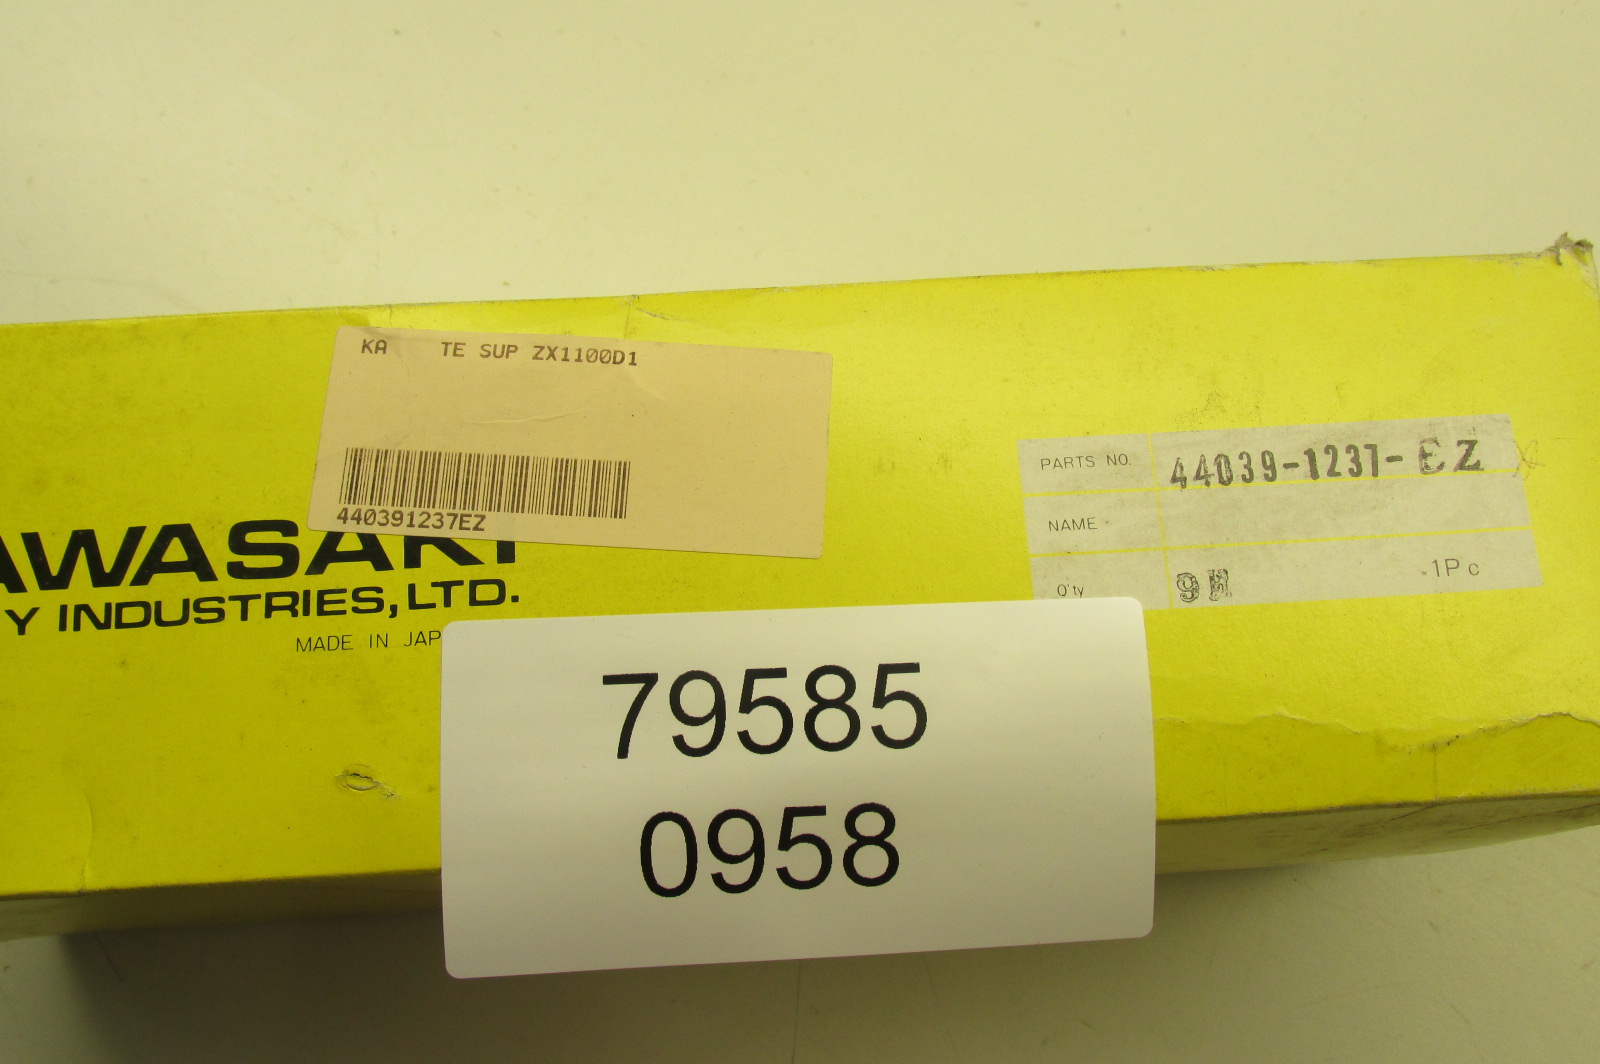 KA TE SUP ZX1100D1
440391237EZ
AWASAKI
Y INDUSTRIES, LTD.
MADE IN JAP
PARTS NO. 44039-1237-EZ
NAME
Q'ty 9 1Pc
79585
0958